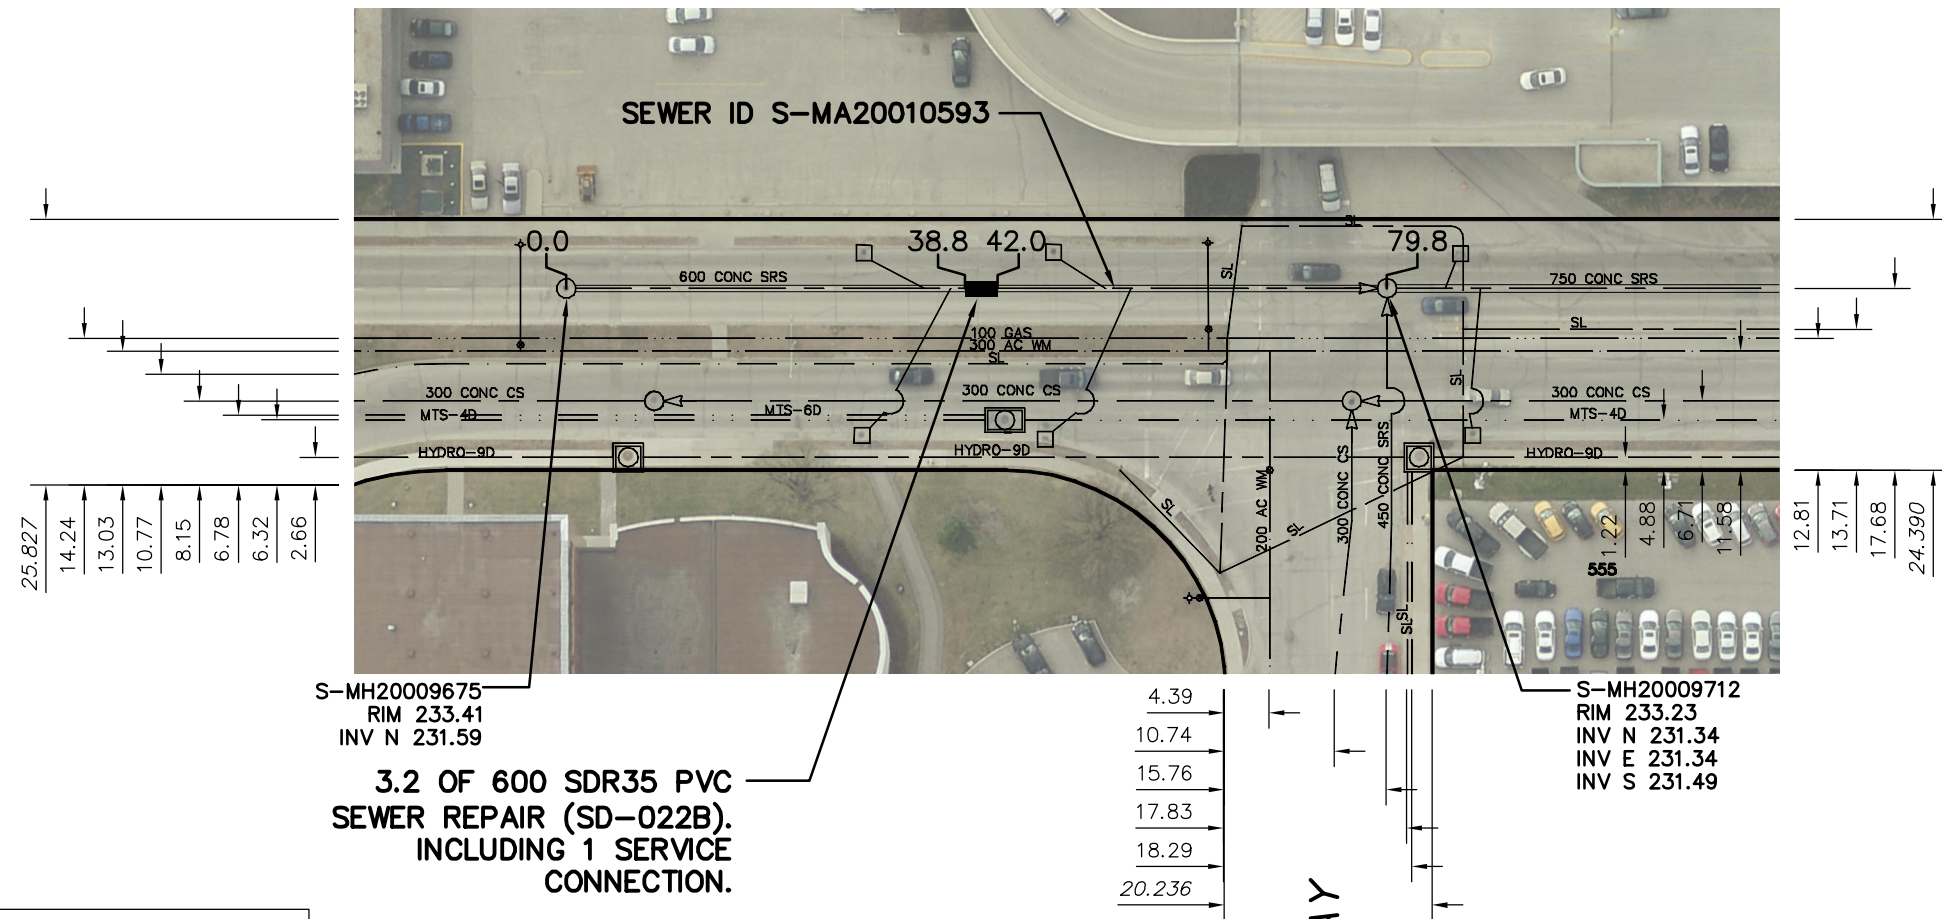 SEWER ID S-MA20010593
SL
0.0
38.8
42.0
79.8
600 CONC SRS
750 CONC SRS
SL
SL
100 GAS
300 AC WM
SL
300 CONC CS
300 CONC CS
300 CONC CS
SL
MTS-4D
MTS-6D
MTS-4D
HYDRO-9D
HYDRO-9D
HYDRO-9D
SL
SL
200 AC WM
300 CONC CS
450 CONC SRS
SL
SL
555
25.827
14.24
13.03
10.77
8.15
6.78
6.32
2.66
1.22
4.88
6.71
11.58
12.81
13.71
17.68
24.390
S-MH20009675
RIM 233.41
INV N 231.59
3.2 OF 600 SDR35 PVC
SEWER REPAIR (SD-022B).
INCLUDING 1 SERVICE
CONNECTION.
4.39
10.74
15.76
17.83
18.29
20.236
S-MH20009712
RIM 233.23
INV N 231.34
INV E 231.34
INV S 231.49